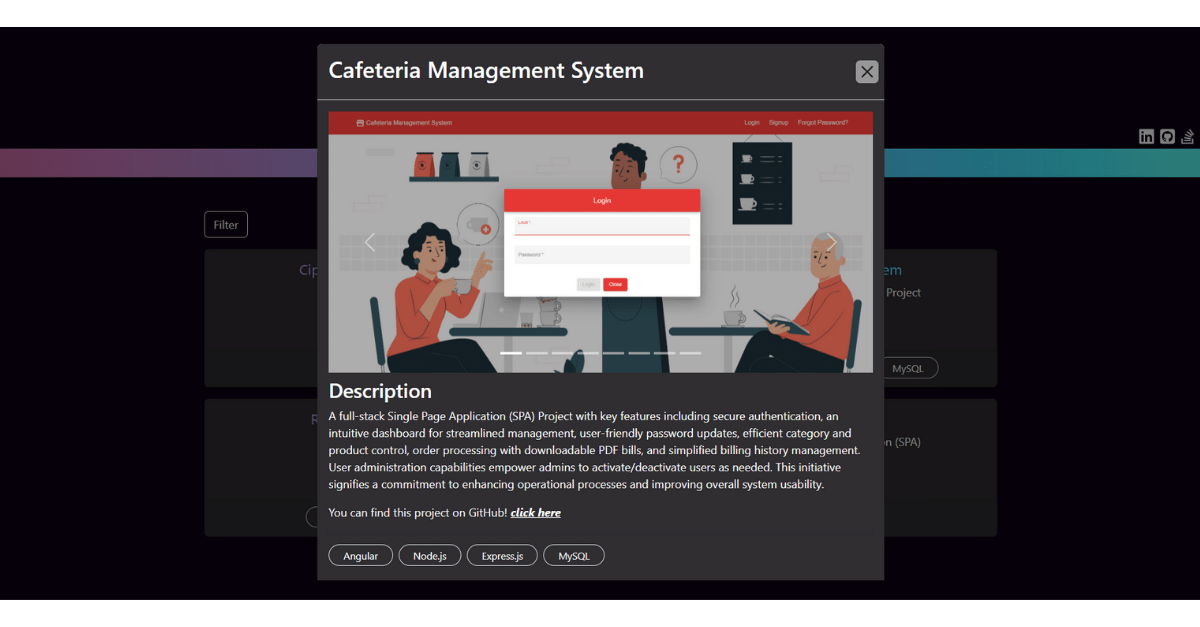 Cafeteria Management System
Cafeteria Management System
Login Signup Forgot Password?
?
Login
Password *
Login Close
Filter
Cip
em
Project
MySQL
R
n (SPA)
Description
A full-stack Single Page Application (SPA) Project with key features including secure authentication, an
intuitive dashboard for streamlined management, user-friendly password updates, efficient category and
product control, order processing with downloadable PDF bills, and simplified billing history management.
User administration capabilities empower admins to activate/deactivate users as needed. This initiative
signifies a commitment to enhancing operational processes and improving overall system usability.
You can find this project on GitHub! click here
Angular Node.js Express.js MySQL